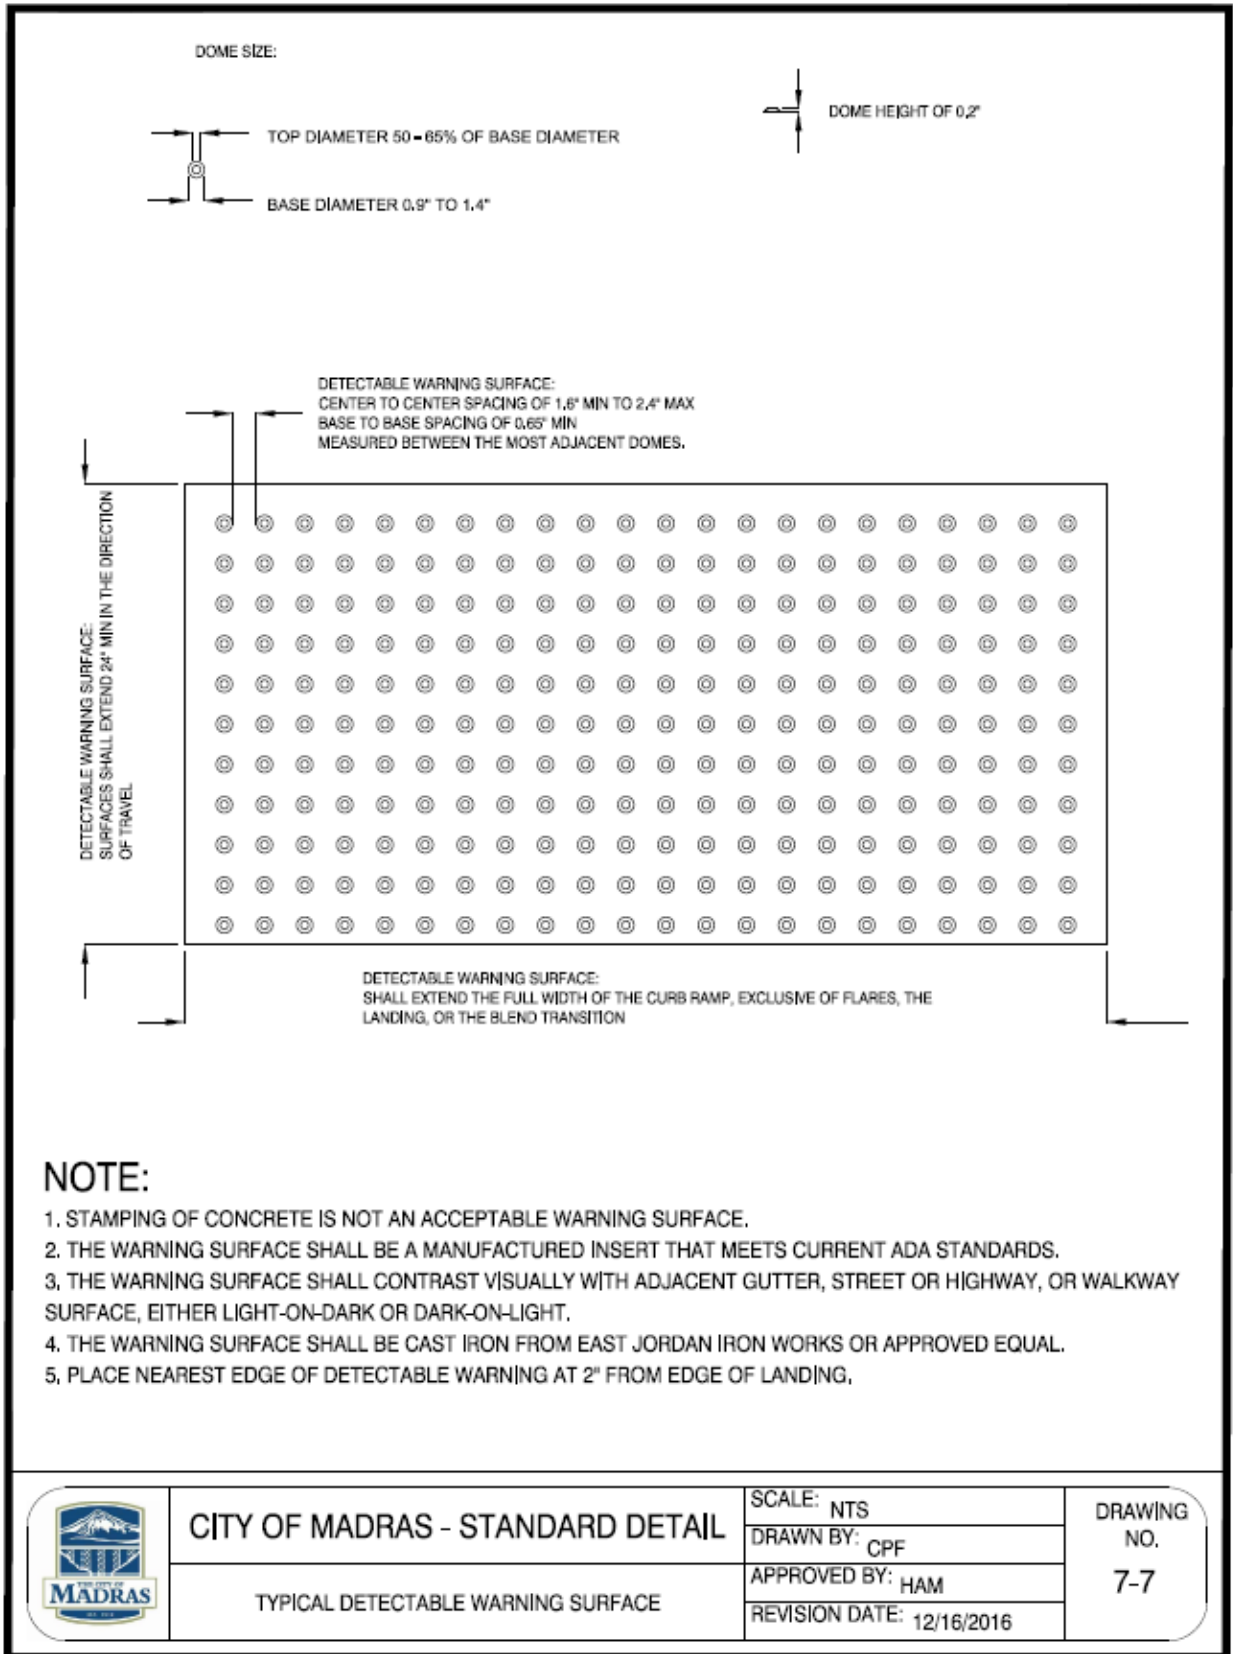 DOME SIZE:
DOME HEIGHT OF 0.2"
TOP DIAMETER 50-65% OF BASE DIAMETER
BASE DIAMETER 0.9" TO 1.4"
DETECTABLE WARNING SURFACE:
CENTER TO CENTER SPACING OF 1.6" MIN TO 2.4" MAX
BASE TO BASE SPACING OF 0.65" MIN
MEASURED BETWEEN THE MOST ADJACENT DOMES.
DETECTABLE WARNING SURFACE:
SURFACES SHALL EXTEND 24" MIN IN THE DIRECTION
OF TRAVEL
DETECTABLE WARNING SURFACE:
SHALL EXTEND THE FULL WIDTH OF THE CURB RAMP, EXCLUSIVE OF FLARES, THE
LANDING, OR THE BLEND TRANSITION
NOTE:
1. STAMPING OF CONCRETE IS NOT AN ACCEPTABLE WARNING SURFACE.
2. THE WARNING SURFACE SHALL BE A MANUFACTURED INSERT THAT MEETS CURRENT ADA STANDARDS.
3. THE WARNING SURFACE SHALL CONTRAST VISUALLY WITH ADJACENT GUTTER, STREET OR HIGHWAY, OR WALKWAY
SURFACE, EITHER LIGHT-ON-DARK OR DARK-ON-LIGHT.
4. THE WARNING SURFACE SHALL BE CAST IRON FROM EAST JORDAN IRON WORKS OR APPROVED EQUAL.
5. PLACE NEAREST EDGE OF DETECTABLE WARNING AT 2" FROM EDGE OF LANDING.
THE CITY OF
MADRAS
CITY OF MADRAS - STANDARD DETAIL
TYPICAL DETECTABLE WARNING SURFACE
SCALE: NTS
DRAWN BY: CPF
APPROVED BY: HAM
REVISION DATE: 12/16/2016
DRAWING
NO.
7-7